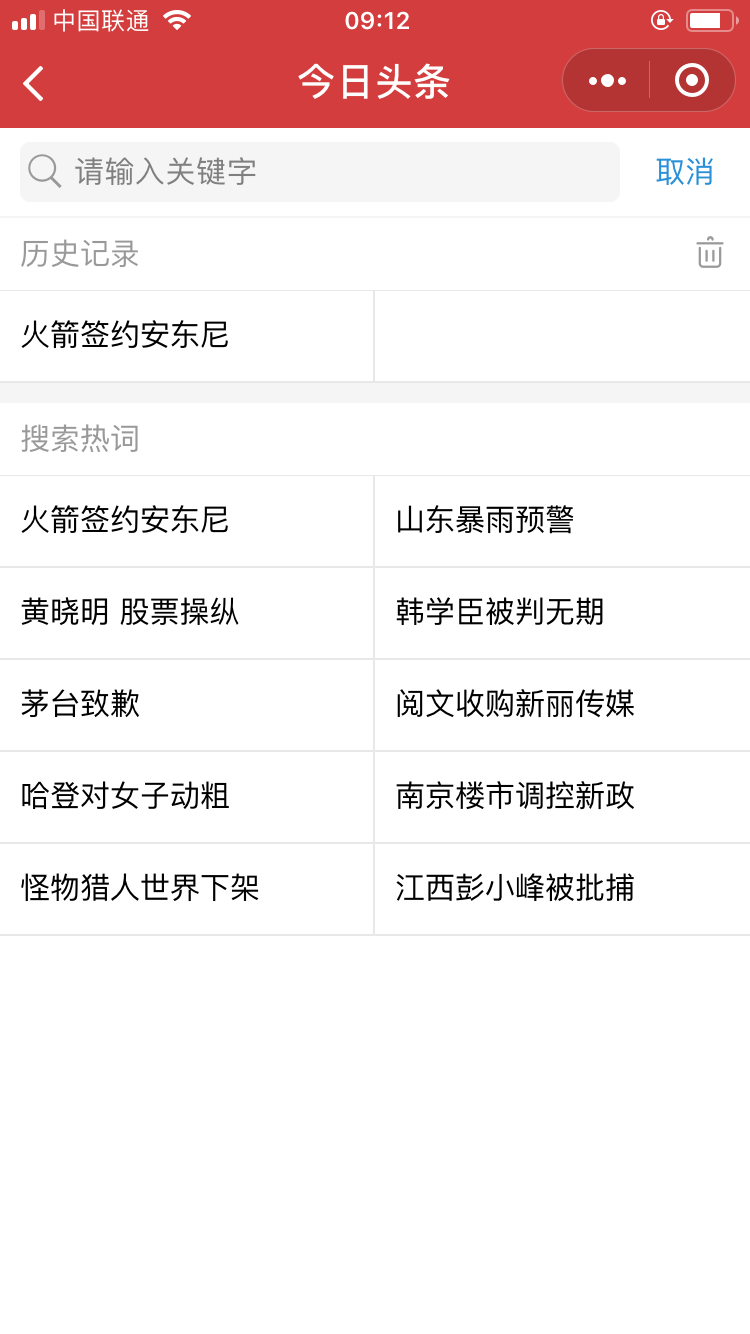 中国联通 09:12
今日头条
请输入关键字 取消
历史记录
火箭签约安东尼
搜索热词
火箭签约安东尼 山东暴雨预警
黄晓明 股票操纵 韩学臣被判无期
茅台致歉 阅文收购新丽传媒
哈登对女子动粗 南京楼市调控新政
怪物猎人世界下架 江西彭小峰被批捕